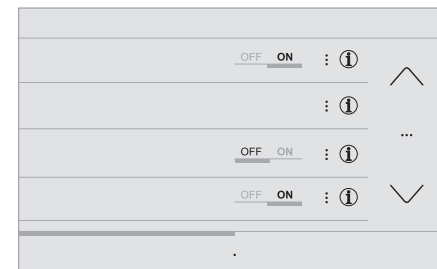 OFF ON ⋮ i
⋮ i
...
OFF ON ⋮ i
OFF ON ⋮ i
.